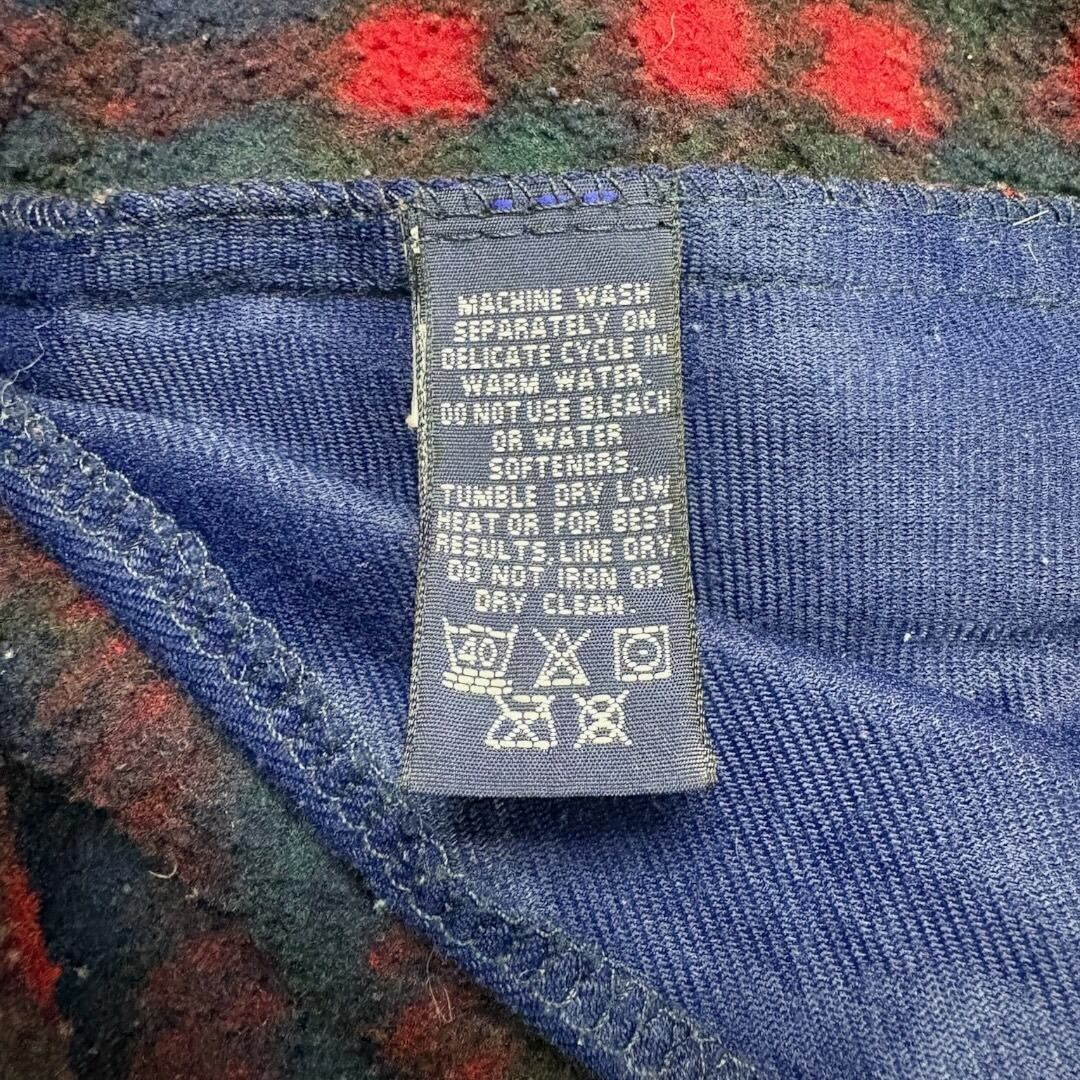 MACHINE WASH
SEPARATELY ON
DELICATE CYCLE IN
WARM WATER.
DO NOT USE BLEACH
OR WATER
SOFTENERS.
TUMBLE DRY LOW
HEAT OR FOR BEST
RESULTS, LINE DRY.
DO NOT IRON OR
DRY CLEAN.
40